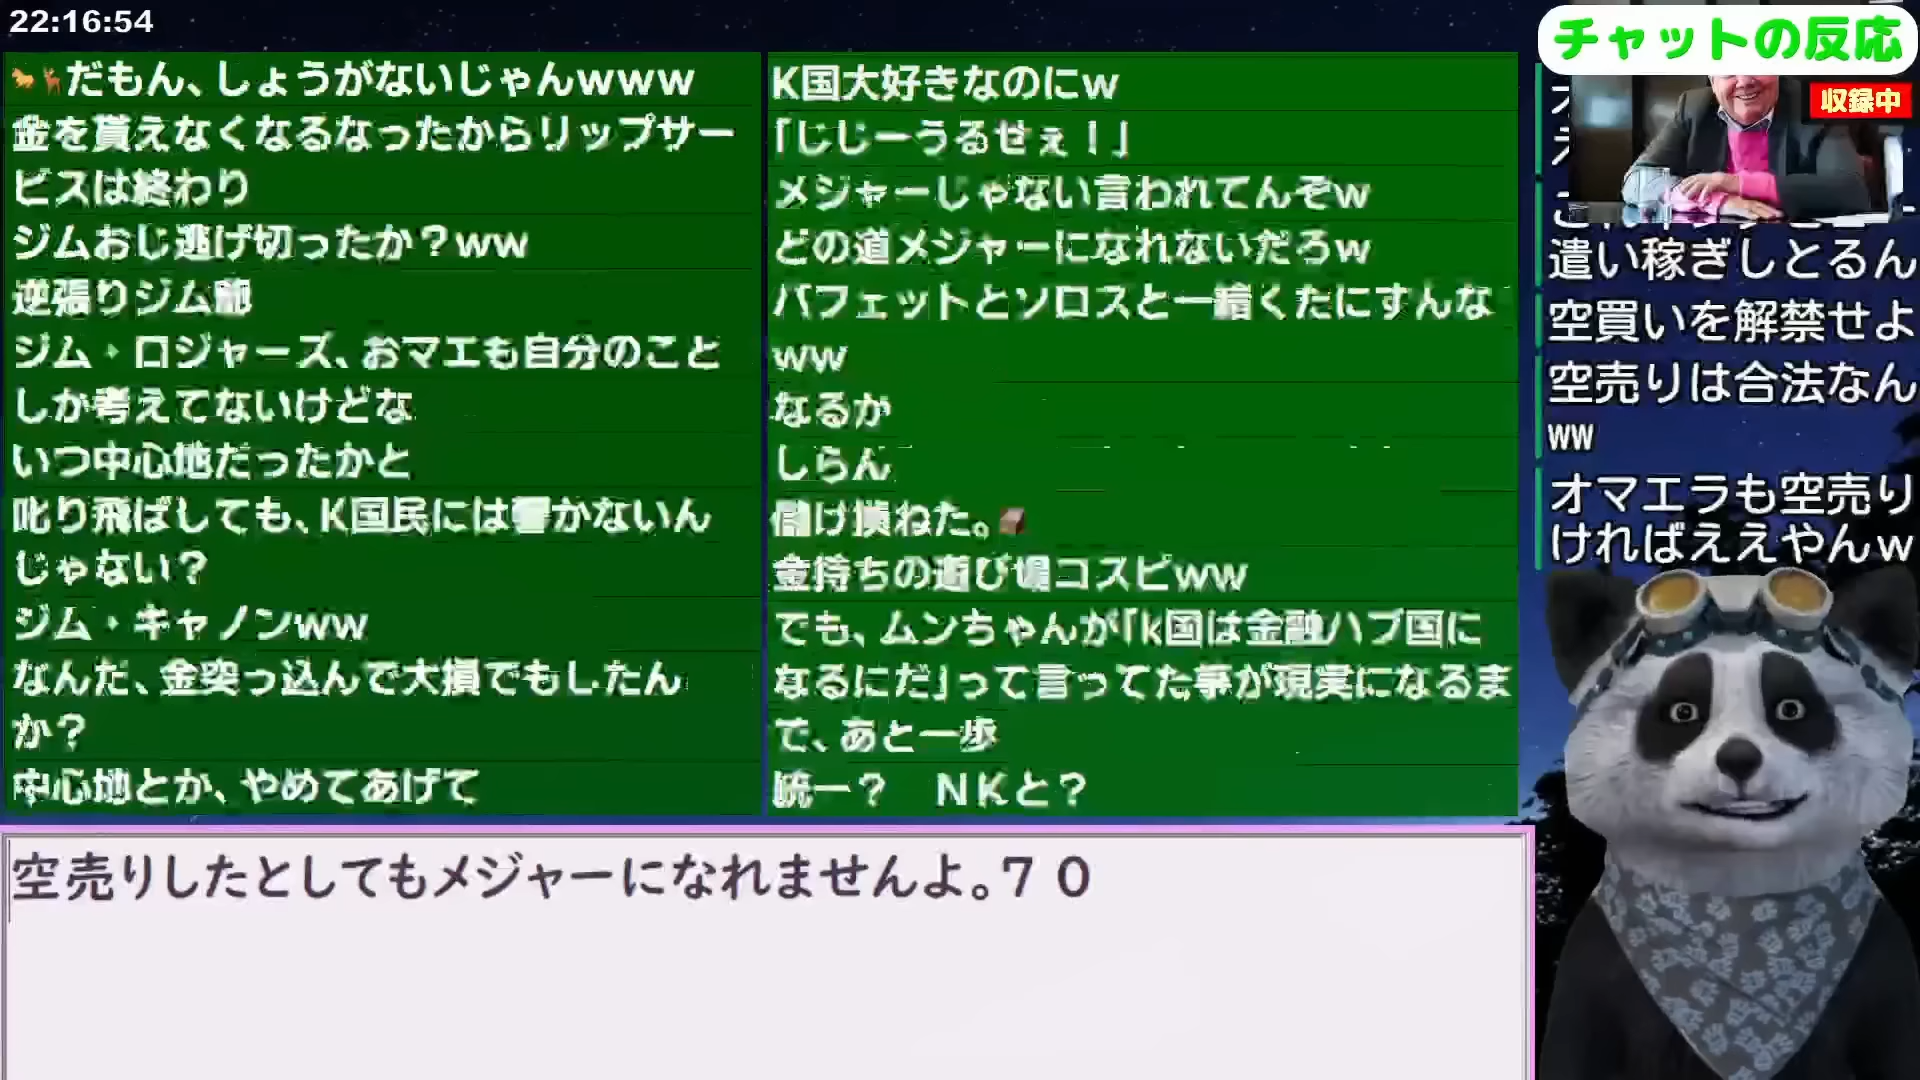 22:16:54
だもん、しょうがないじゃんwww
金を貰えなくなるなったからリップサー
ビスは終わり
ジムおじ逃げ切ったか？ww
逆張りジム爺
ジム・ロジャーズ、おマエも自分のこと
しか考えてないけどな
いつ中心地だったかと
叱り飛ばしても、K国民には響かないん
じゃない？
ジム・キャノンww
なんだ、金突っ込んで大損でもしたん
か？
中心地とか、やめてあげて
K国大好きなのにw
「じじーうるせぇ！」
メジャーじゃない言われてんぞw
どの道メジャーになれないだろw
バフェットとソロスと一緒くたにすんな
ww
なるか
しらん
儲け損ねた。
金持ちの遊び場コスピww
でも、ムンちゃんが「k国は金融ハブ国に
なるにだ」って言ってた事が現実になるま
で、あと一歩
統一？　ＮＫと？
チャットの反応
収録中
遣い稼ぎしとるん
空買いを解禁せよ
空売りは合法なん
ww
オマエラも空売り
ければええやんw
空売りしたとしてもメジャーになれませんよ。７０